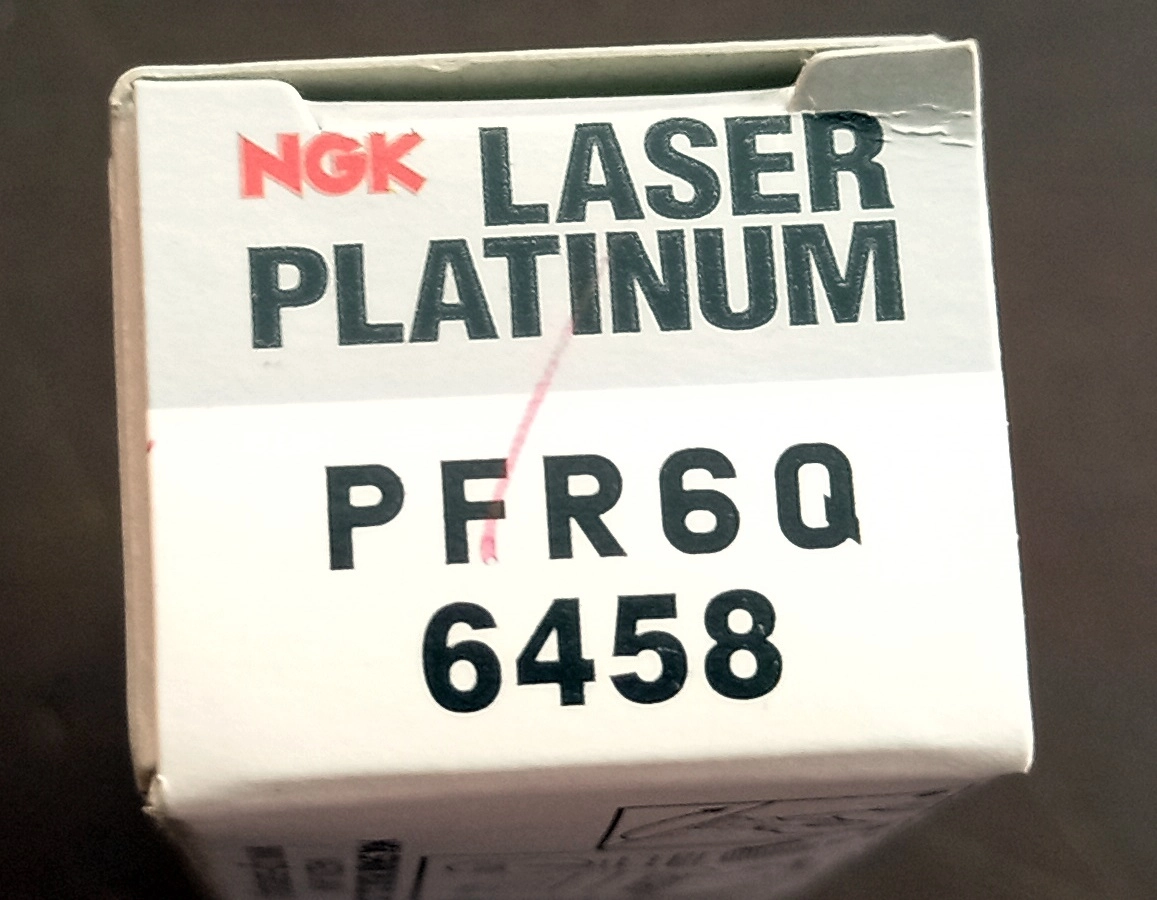 NGK LASER
PLATINUM
PFR6Q
6458